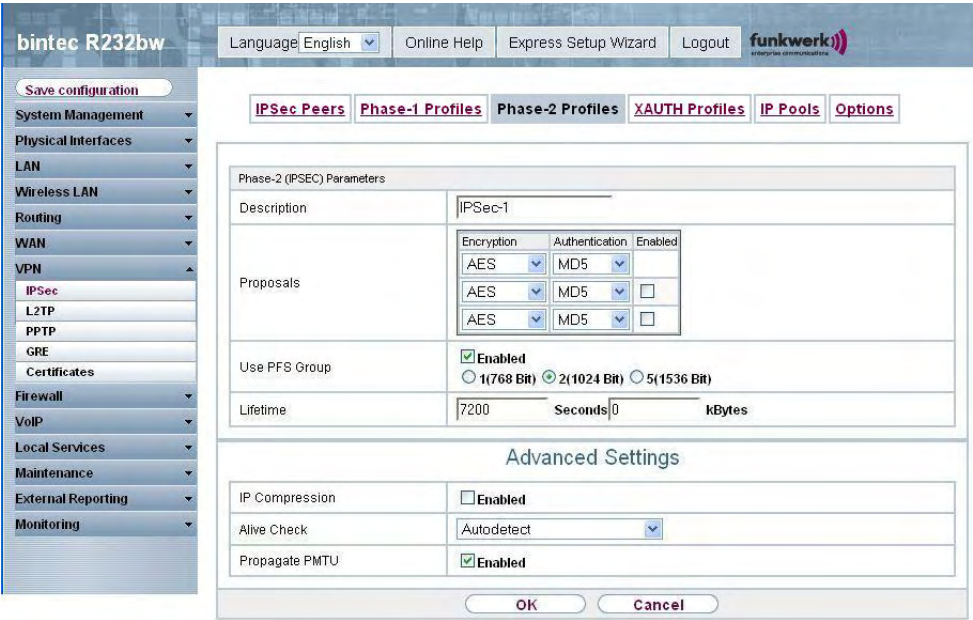 bintec R232bw
Language English Online Help Express Setup Wizard Logout funkwerk
enterprise communications
Save configuration
System Management
Physical Interfaces
LAN
Wireless LAN
Routing
WAN
VPN
IPSec
L2TP
PPTP
GRE
Certificates
Firewall
VoIP
Local Services
Maintenance
External Reporting
Monitoring
IPSec Peers Phase-1 Profiles Phase-2 Profiles XAUTH Profiles IP Pools Options
Phase-2 (IPSEC) Parameters
Description IPSec-1
Proposals
Encryption Authentication Enabled
AES MD5
AES MD5
AES MD5
Use PFS Group
Enabled
1(768 Bit) 2(1024 Bit) 5(1536 Bit)
Lifetime 7200 Seconds 0 kBytes
Advanced Settings
IP Compression Enabled
Alive Check Autodetect
Propagate PMTU Enabled
OK Cancel